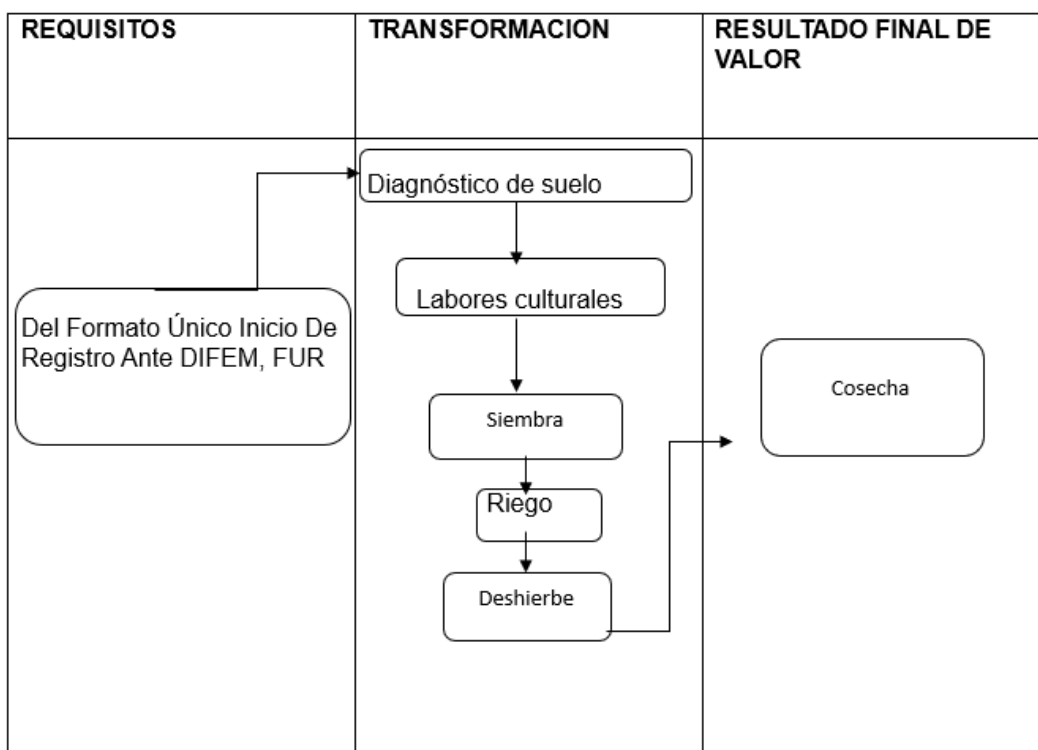 REQUISITOS
TRANSFORMACION
RESULTADO FINAL DE
VALOR
Del Formato Único Inicio De
Registro Ante DIFEM, FUR
Diagnóstico de suelo
Labores culturales
Siembra
Riego
Deshierbe
Cosecha